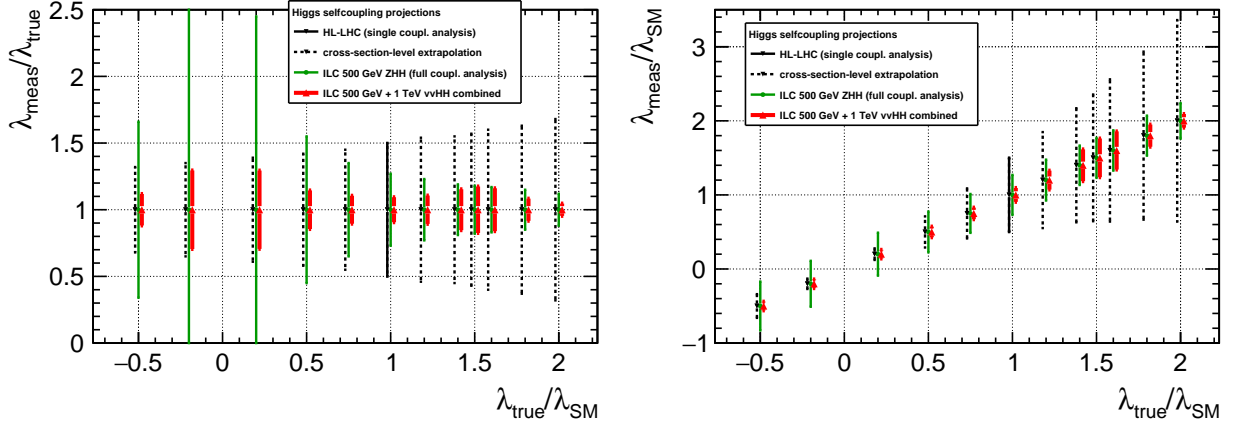 λmeas/λtrue
2.5
2
1.5
1
0.5
0
Higgs selfcoupling projections
HL-LHC (single coupl. analysis)
cross-section-level extrapolation
ILC 500 GeV ZHH (full coupl. analysis)
ILC 500 GeV + 1 TeV vvHH combined
−0.5 0 0.5 1 1.5 2
λtrue/λSM
λmeas/λSM
3
2
1
0
−1
Higgs selfcoupling projections
HL-LHC (single coupl. analysis)
cross-section-level extrapolation
ILC 500 GeV ZHH (full coupl. analysis)
ILC 500 GeV + 1 TeV vvHH combined
−0.5 0 0.5 1 1.5 2
λtrue/λSM